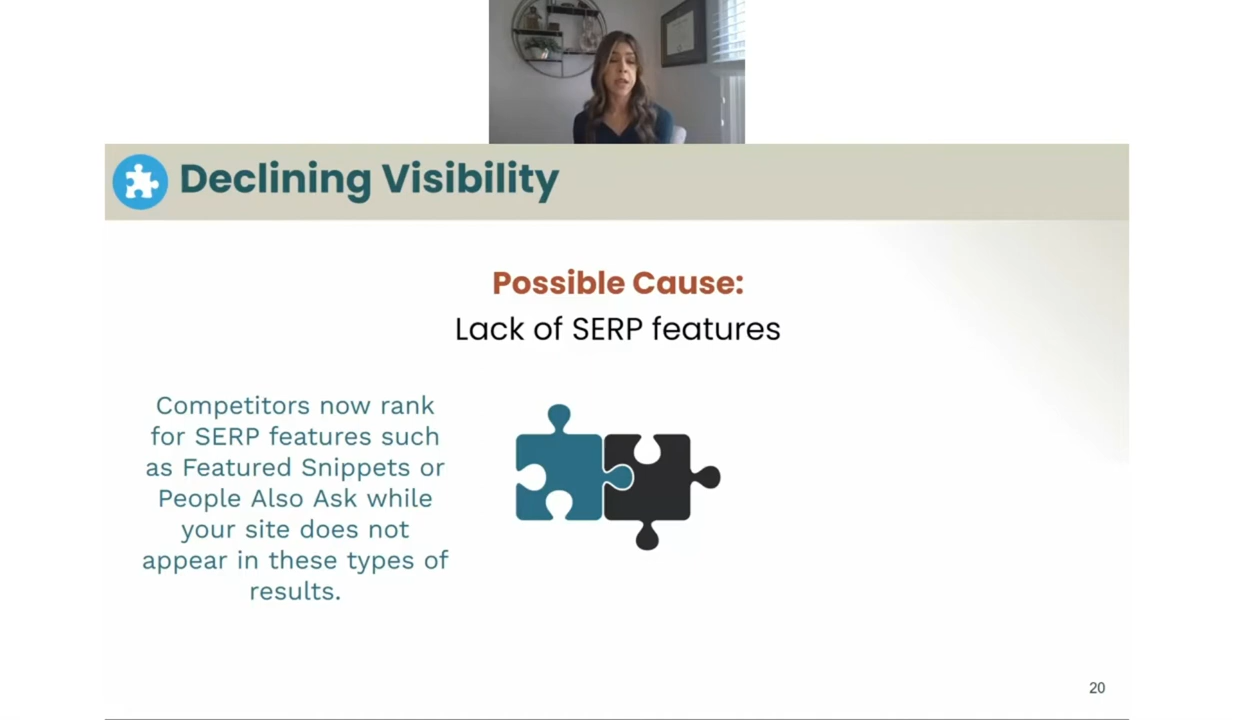 Declining Visibility
Possible Cause:
Lack of SERP features
Competitors now rank
for SERP features such
as Featured Snippets or
People Also Ask while
your site does not
appear in these types of
results.
20